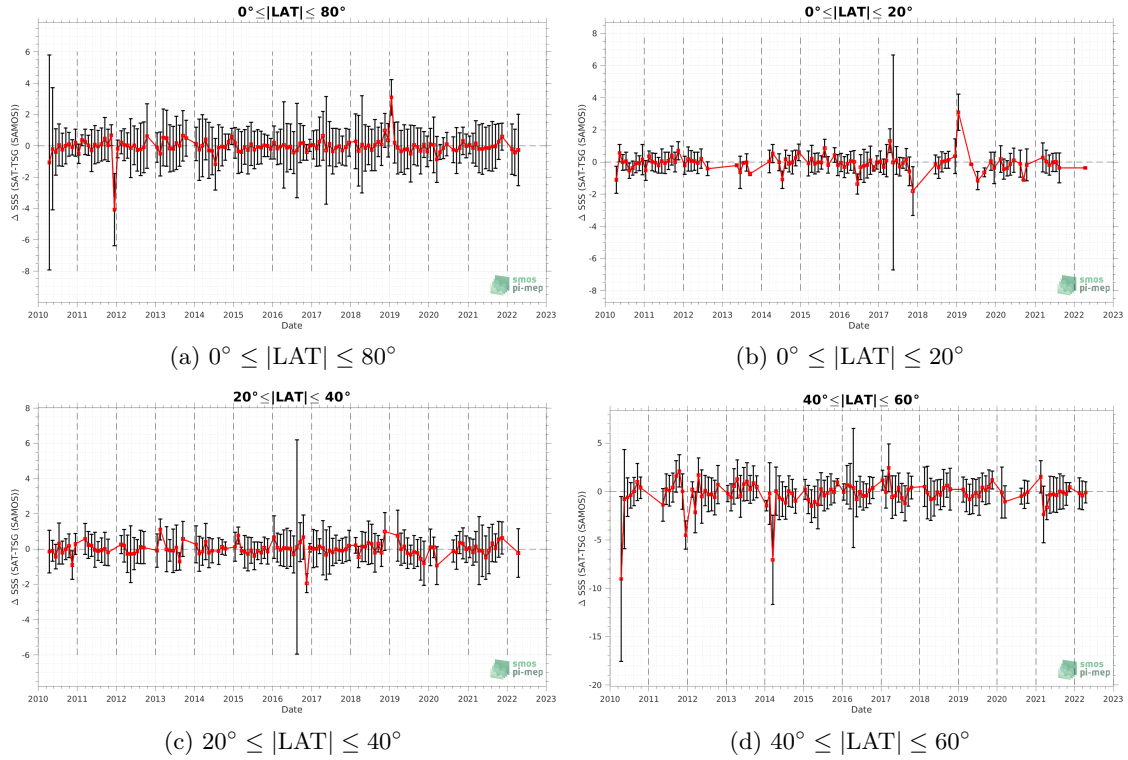 0°≤|LAT|≤ 80°
Δ SSS (SAT-TSG (SAMOS))
6
4
2
0
-2
-4
-6
-8
2010 2011 2012 2013 2014 2015 2016 2017 2018 2019 2020 2021 2022 2023
Date
smos
pi-mep
(a) 0° ≤ |LAT| ≤ 80°
0°≤|LAT|≤ 20°
Δ SSS (SAT-TSG (SAMOS))
8
6
4
2
0
-2
-4
-6
-8
2010 2011 2012 2013 2014 2015 2016 2017 2018 2019 2020 2021 2022 2023
Date
smos
pi-mep
(b) 0° ≤ |LAT| ≤ 20°
20°≤|LAT|≤ 40°
Δ SSS (SAT-TSG (SAMOS))
8
6
4
2
0
-2
-4
-6
2010 2011 2012 2013 2014 2015 2016 2017 2018 2019 2020 2021 2022 2023
Date
smos
pi-mep
(c) 20° ≤ |LAT| ≤ 40°
40°≤|LAT|≤ 60°
Δ SSS (SAT-TSG (SAMOS))
5
0
-5
-10
-15
-20
2010 2011 2012 2013 2014 2015 2016 2017 2018 2019 2020 2021 2022 2023
Date
smos
pi-mep
(d) 40° ≤ |LAT| ≤ 60°